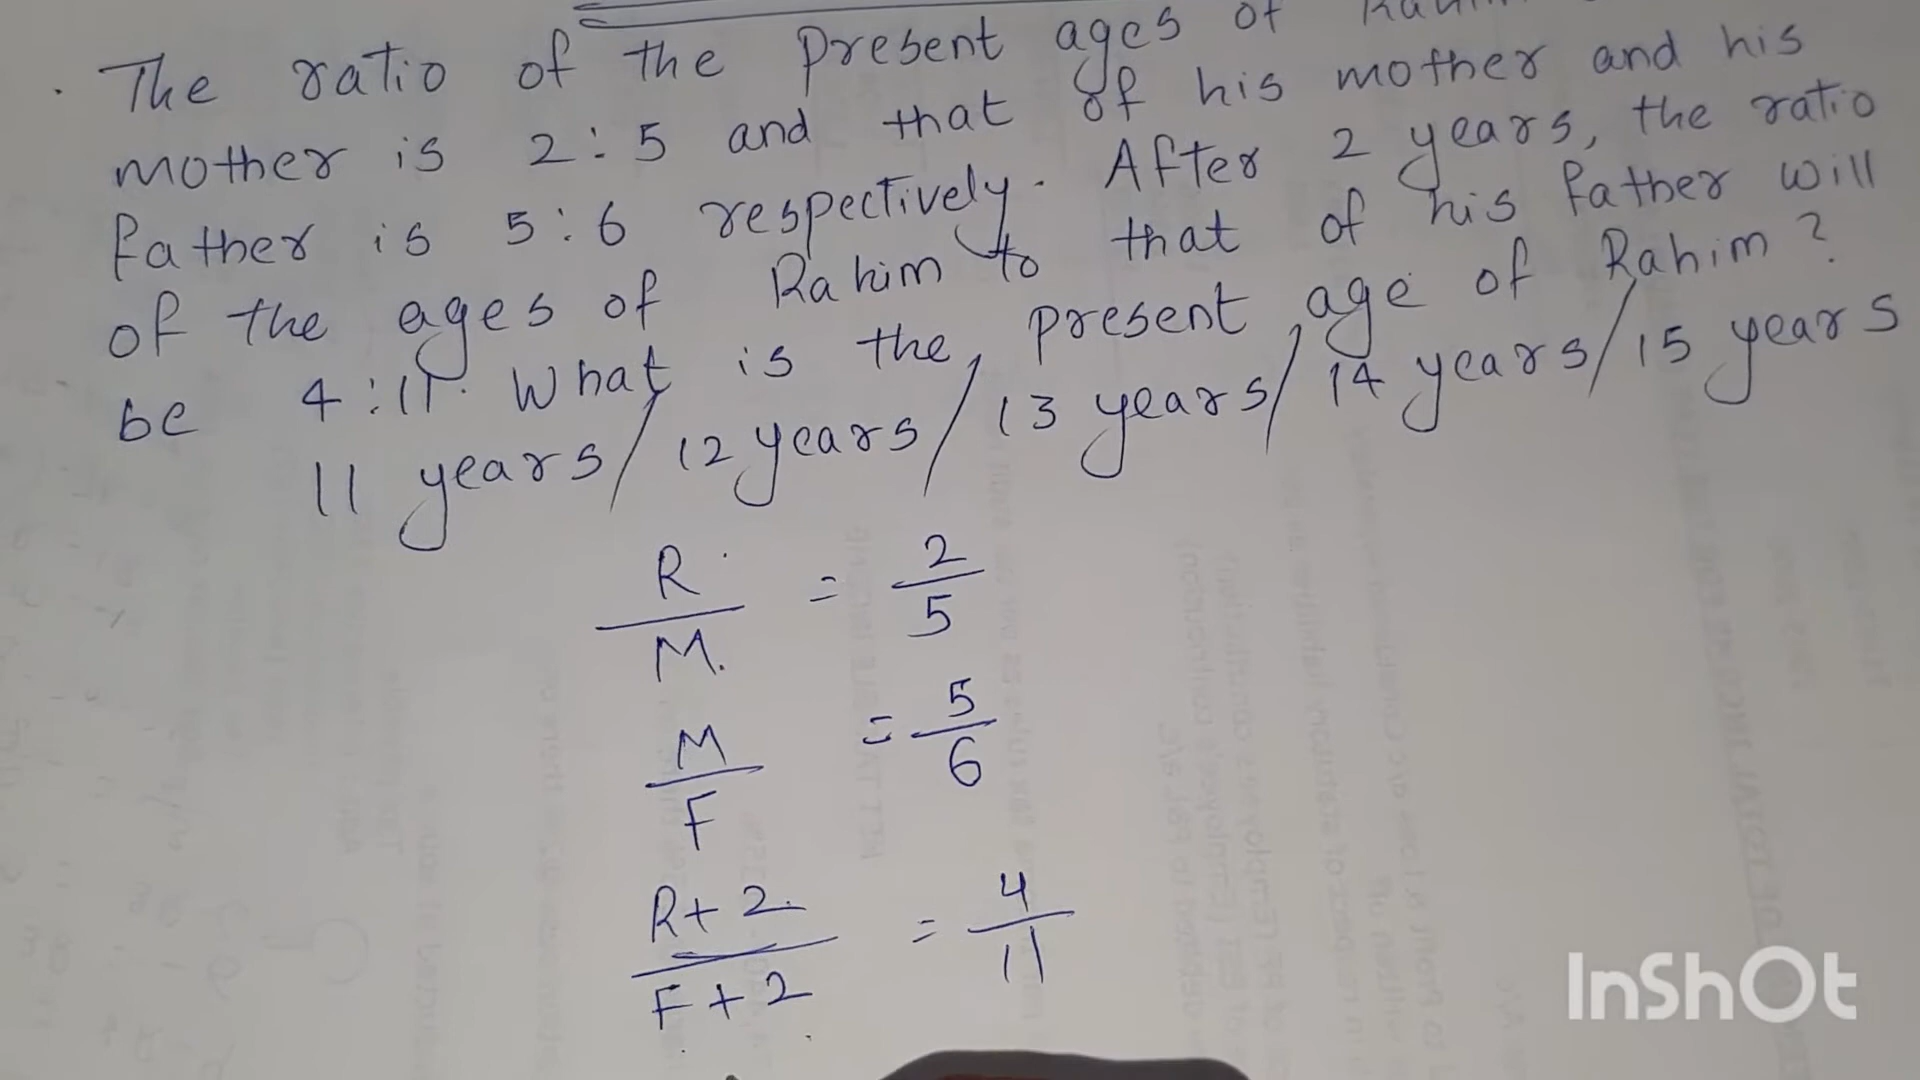 The ratio of the present ages of
mother is 2:5 and that of his mother and his
father is 5:6 respectively. After 2 years, the ratio
of the ages of Rahim to that of his father will
be 4:11. What is the present age of Rahim?
11 years/ 12 years/ 13 years/ 14 years/ 15 years
R/M. = 2/5
M/F = 5/6
R+2/F+2 = 4/11
InShOt